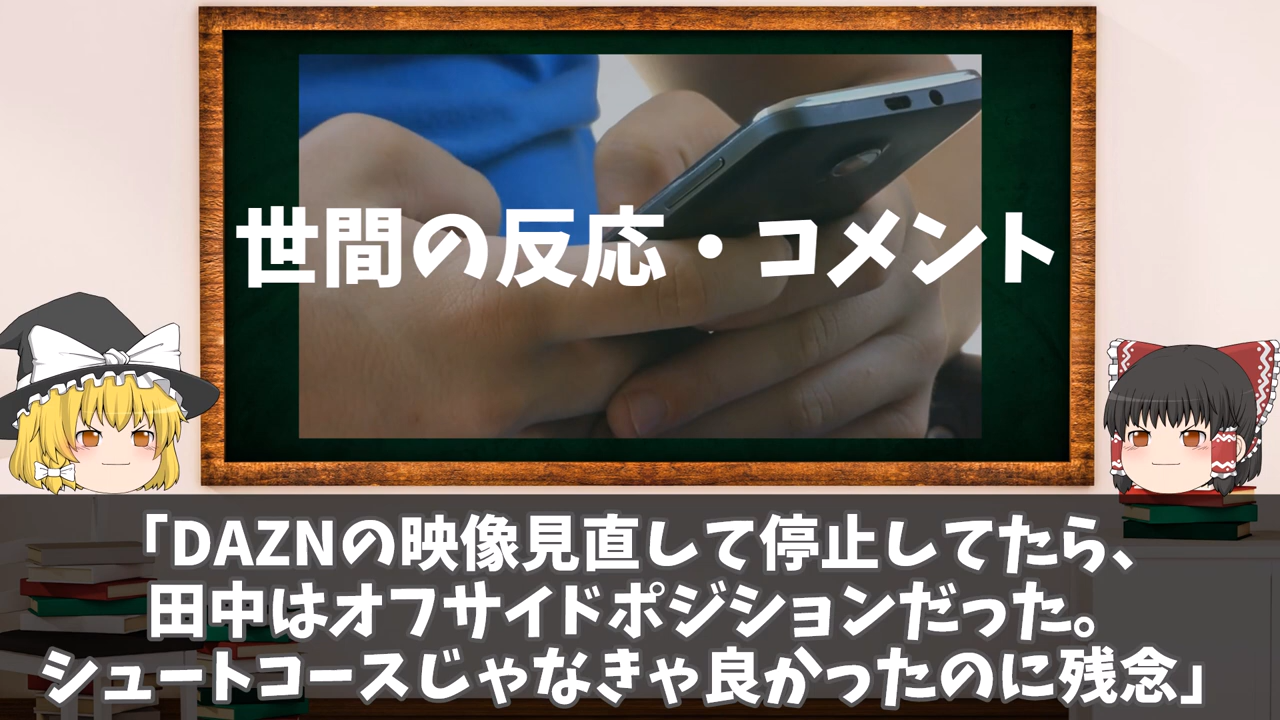 世間の反応・コメント
「DAZNの映像見直して停止してたら、
田中はオフサイドポジションだった。
シュートコースじゃなきゃ良かったのに残念」